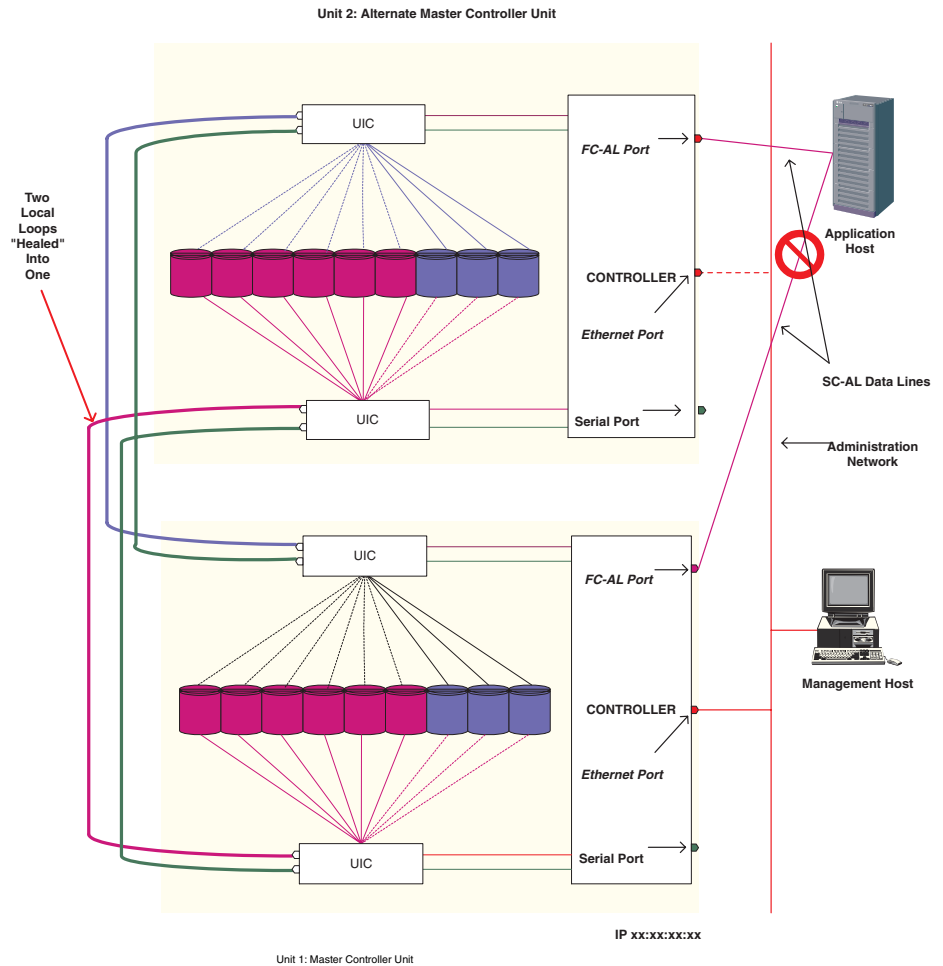 Unit 2: Alternate Master Controller Unit
UIC
FC-AL Port
Two
Local
Loops
"Healed"
Into
One
Application
Host
CONTROLLER
Ethernet Port
SC-AL Data Lines
UIC
Serial Port
Administration
Network
UIC
FC-AL Port
Management Host
CONTROLLER
Ethernet Port
UIC
Serial Port
IP xx:xx:xx:xx
Unit 1: Master Controller Unit